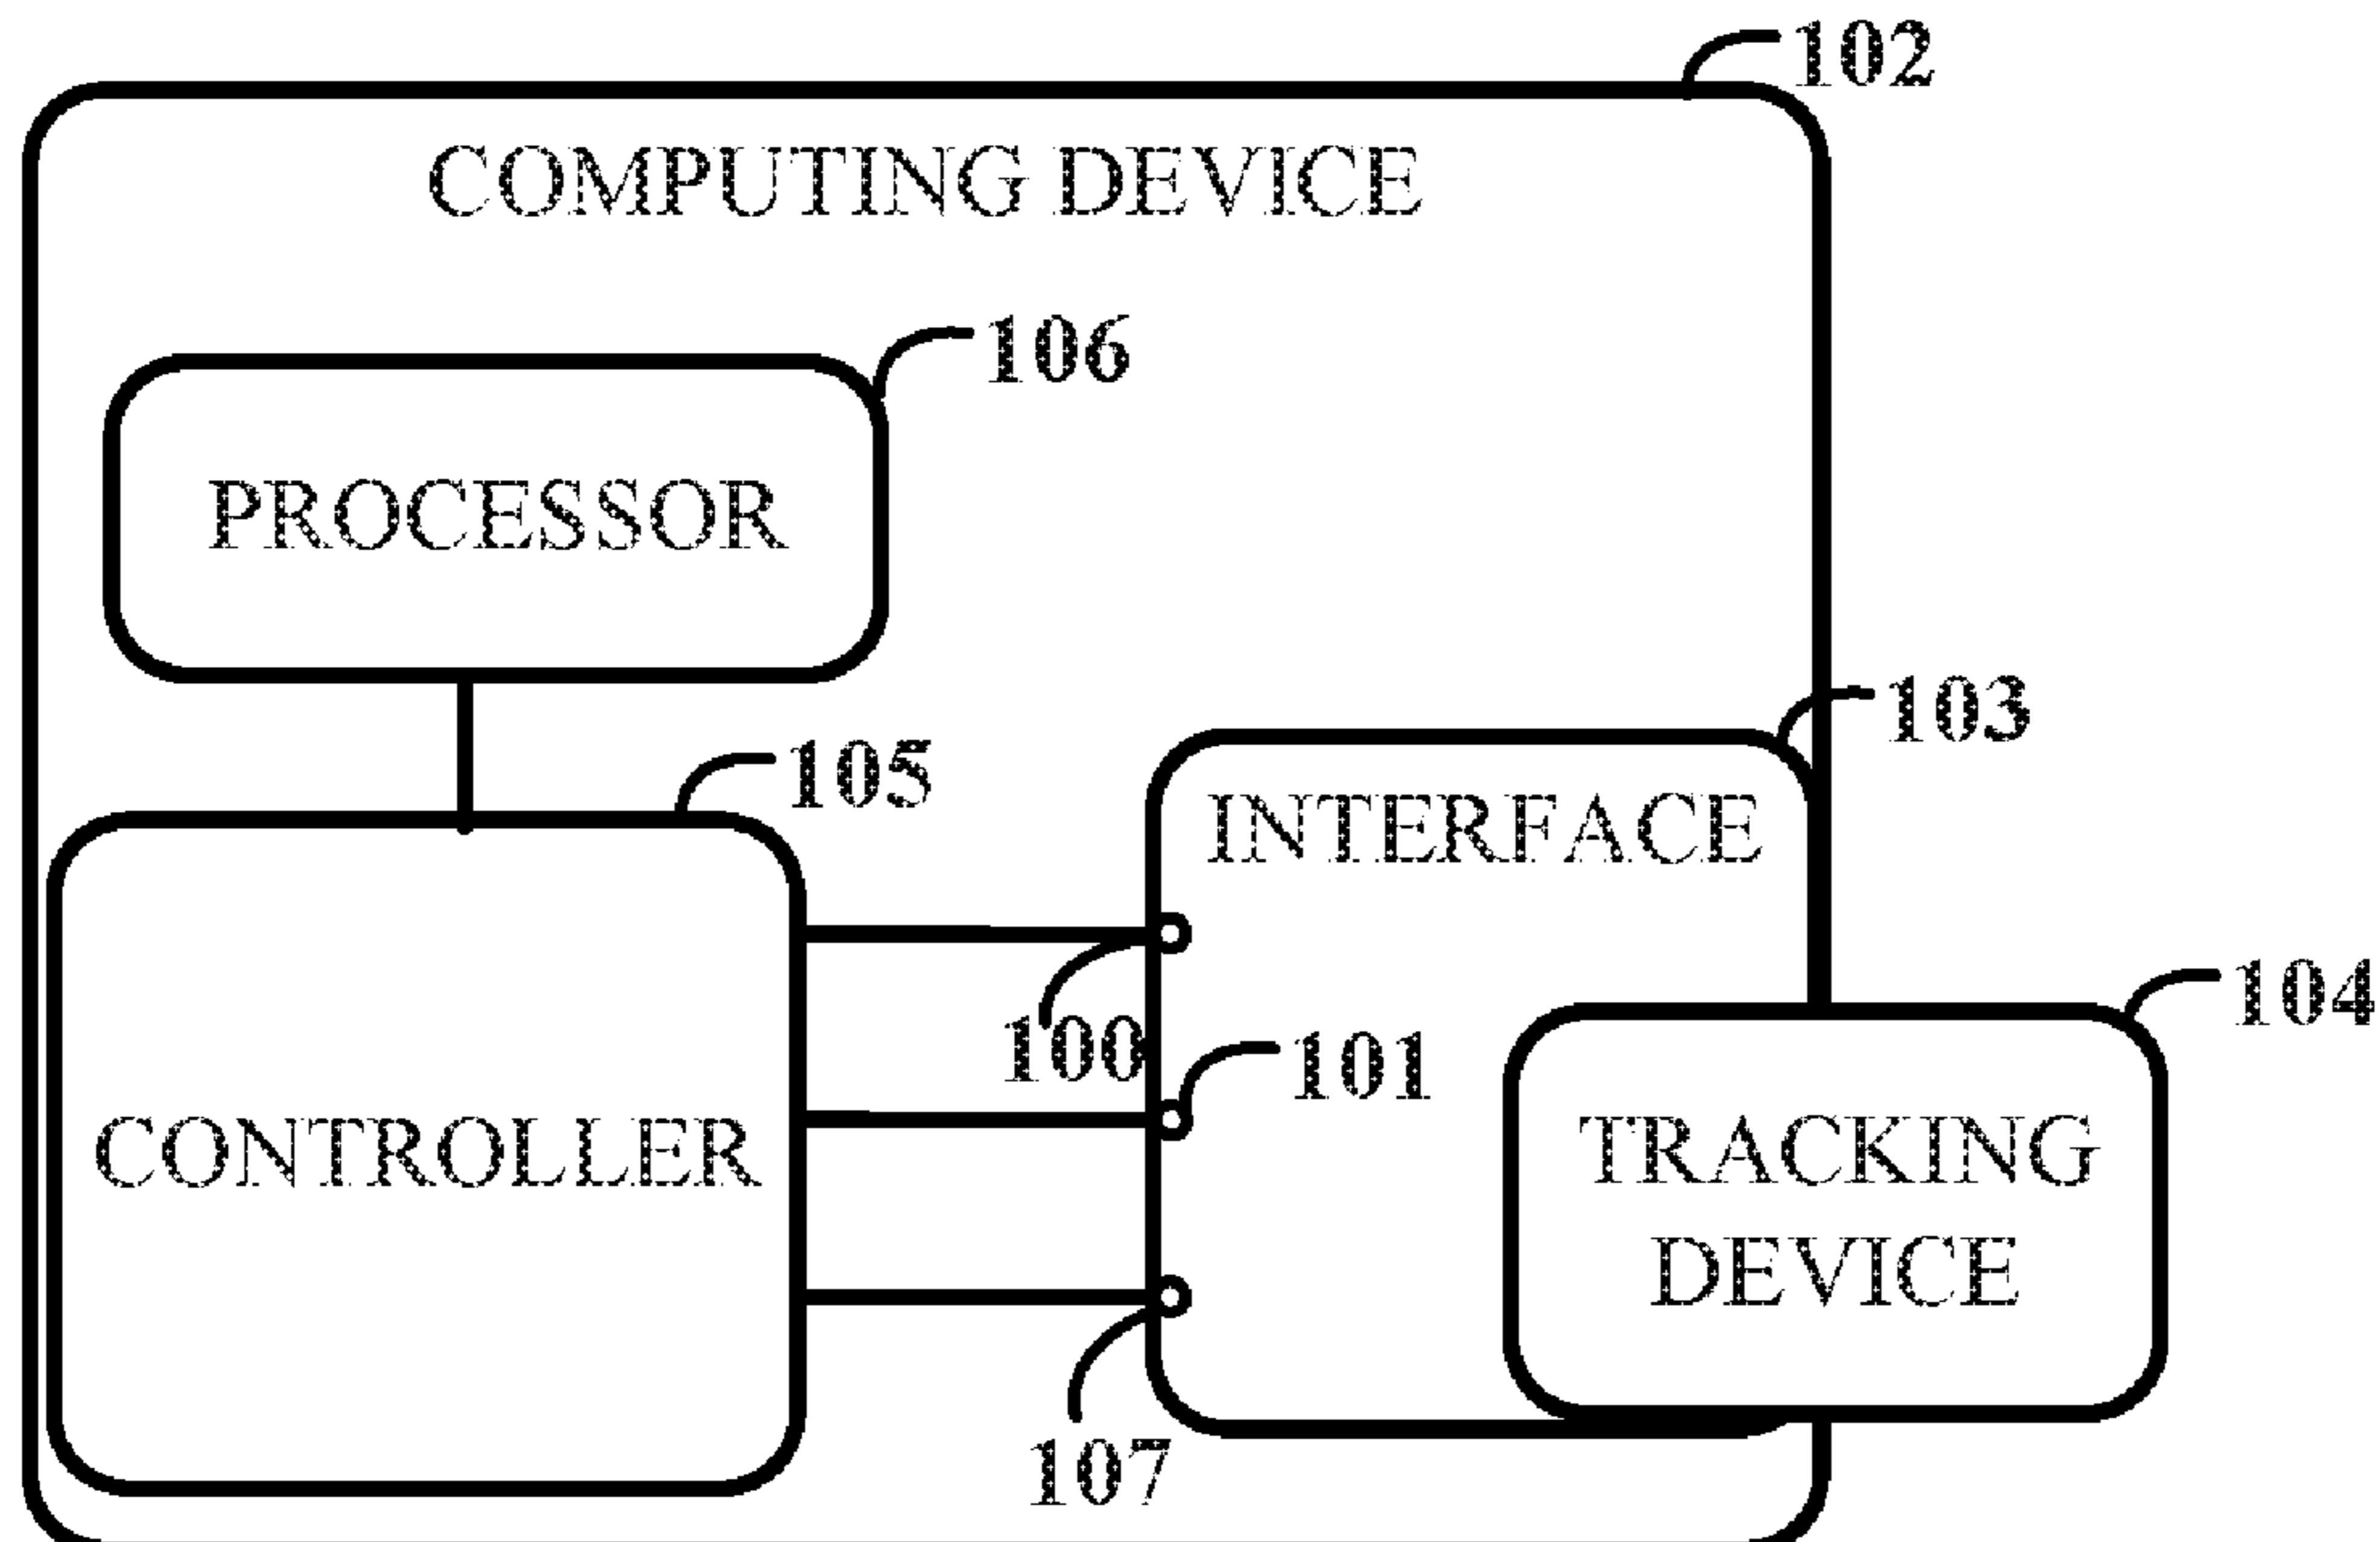 102
COMPUTING DEVICE
106
PROCESSOR
103
105
INTERFACE
104
100
101
CONTROLLER
TRACKING
DEVICE
107